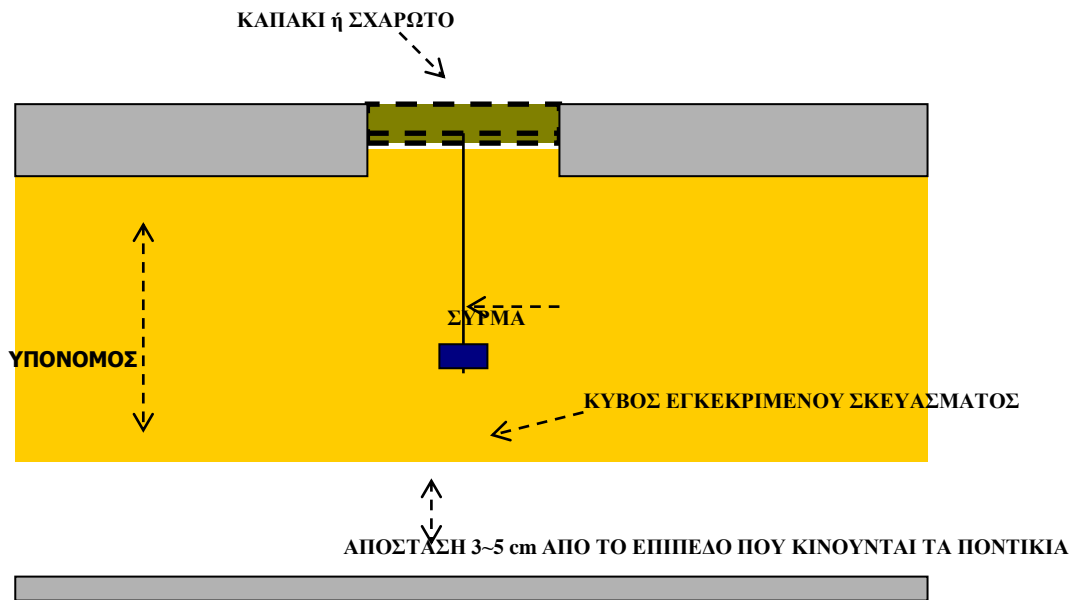 ΚΑΠΑΚΙ ή ΣΧΑΡΩΤΟ
ΣΥΡΜΑ
ΥΠΟΝΟΜΟΣ
ΚΥΒΟΣ ΕΓΚΕΚΡΙΜΕΝΟΥ ΣΚΕΥΑΣΜΑΤΟΣ
ΑΠΟΣΤΑΣΗ 3~5 cm ΑΠΟ ΤΟ ΕΠΙΠΕΔΟ ΠΟΥ ΚΙΝΟΥΝΤΑΙ ΤΑ ΠΟΝΤΙΚΙΑ